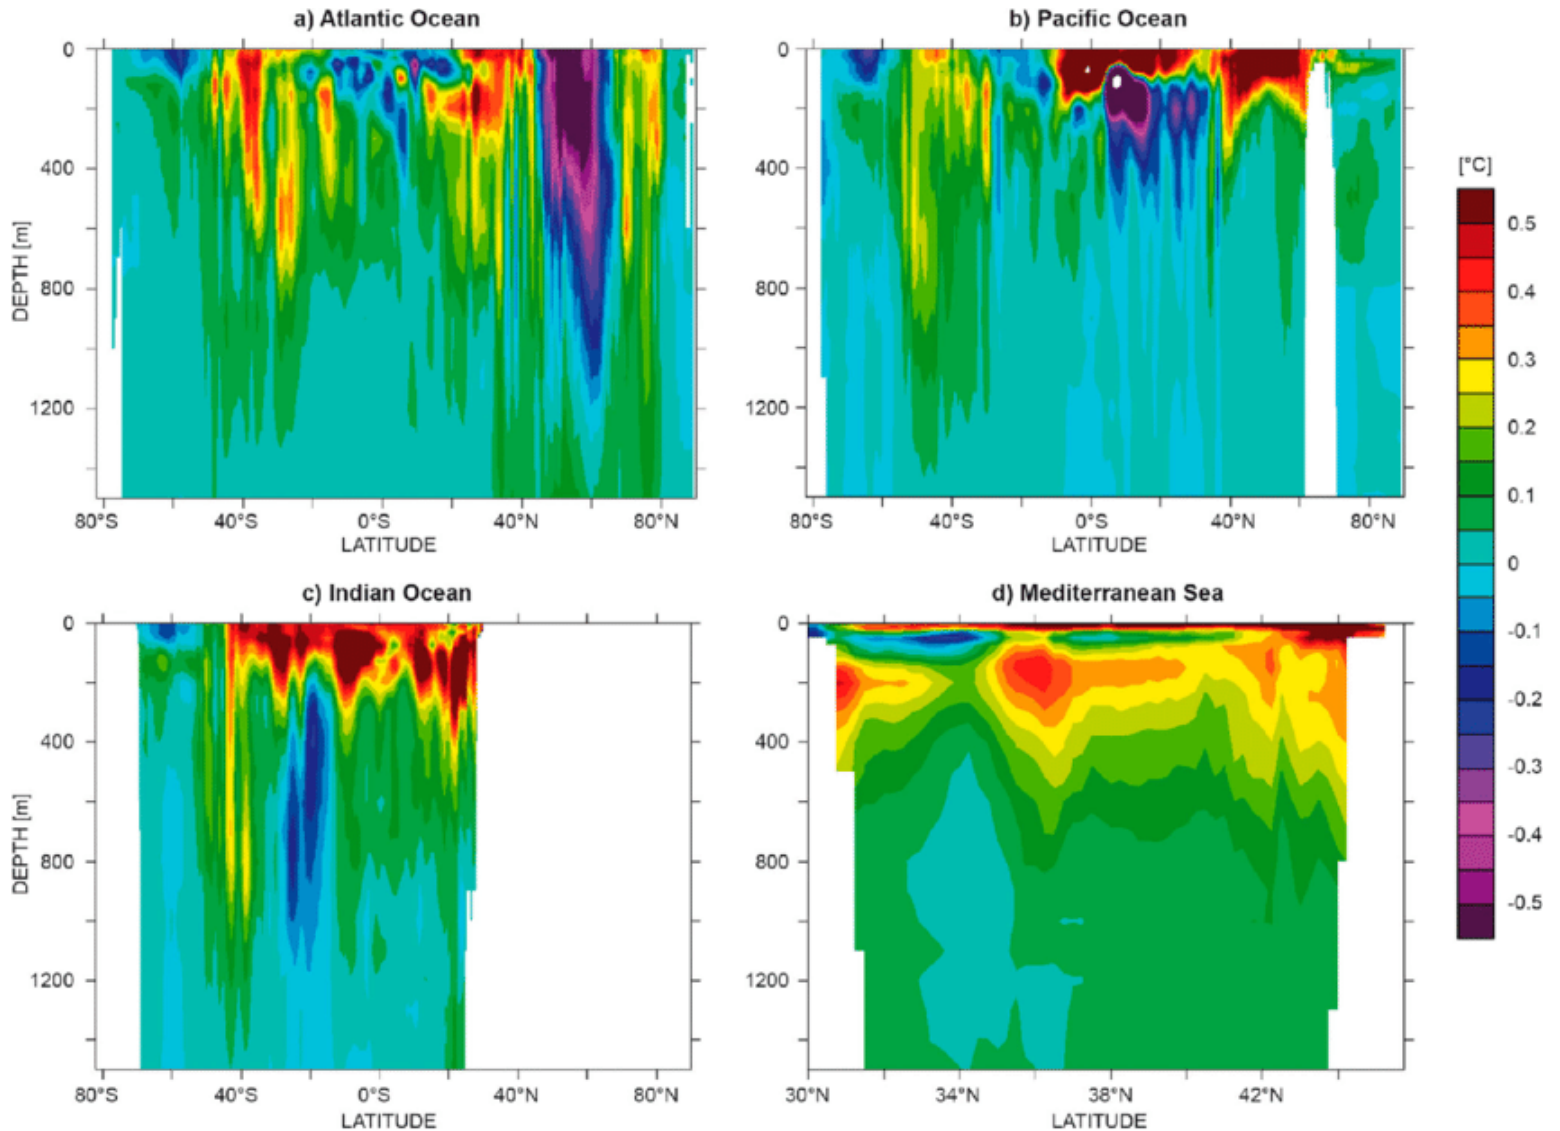 a) Atlantic Ocean
0
400
800
1200
DEPTH [m]
80°S 40°S 0°S 40°N 80°N
LATITUDE
b) Pacific Ocean
0
400
800
1200
80°S 40°S 0°S 40°N 80°N
LATITUDE
[°C]
0.5
0.4
0.3
0.2
0.1
0
-0.1
-0.2
-0.3
-0.4
-0.5
c) Indian Ocean
0
400
800
1200
DEPTH [m]
80°S 40°S 0°S 40°N 80°N
LATITUDE
d) Mediterranean Sea
0
400
800
1200
30°N 34°N 38°N 42°N
LATITUDE